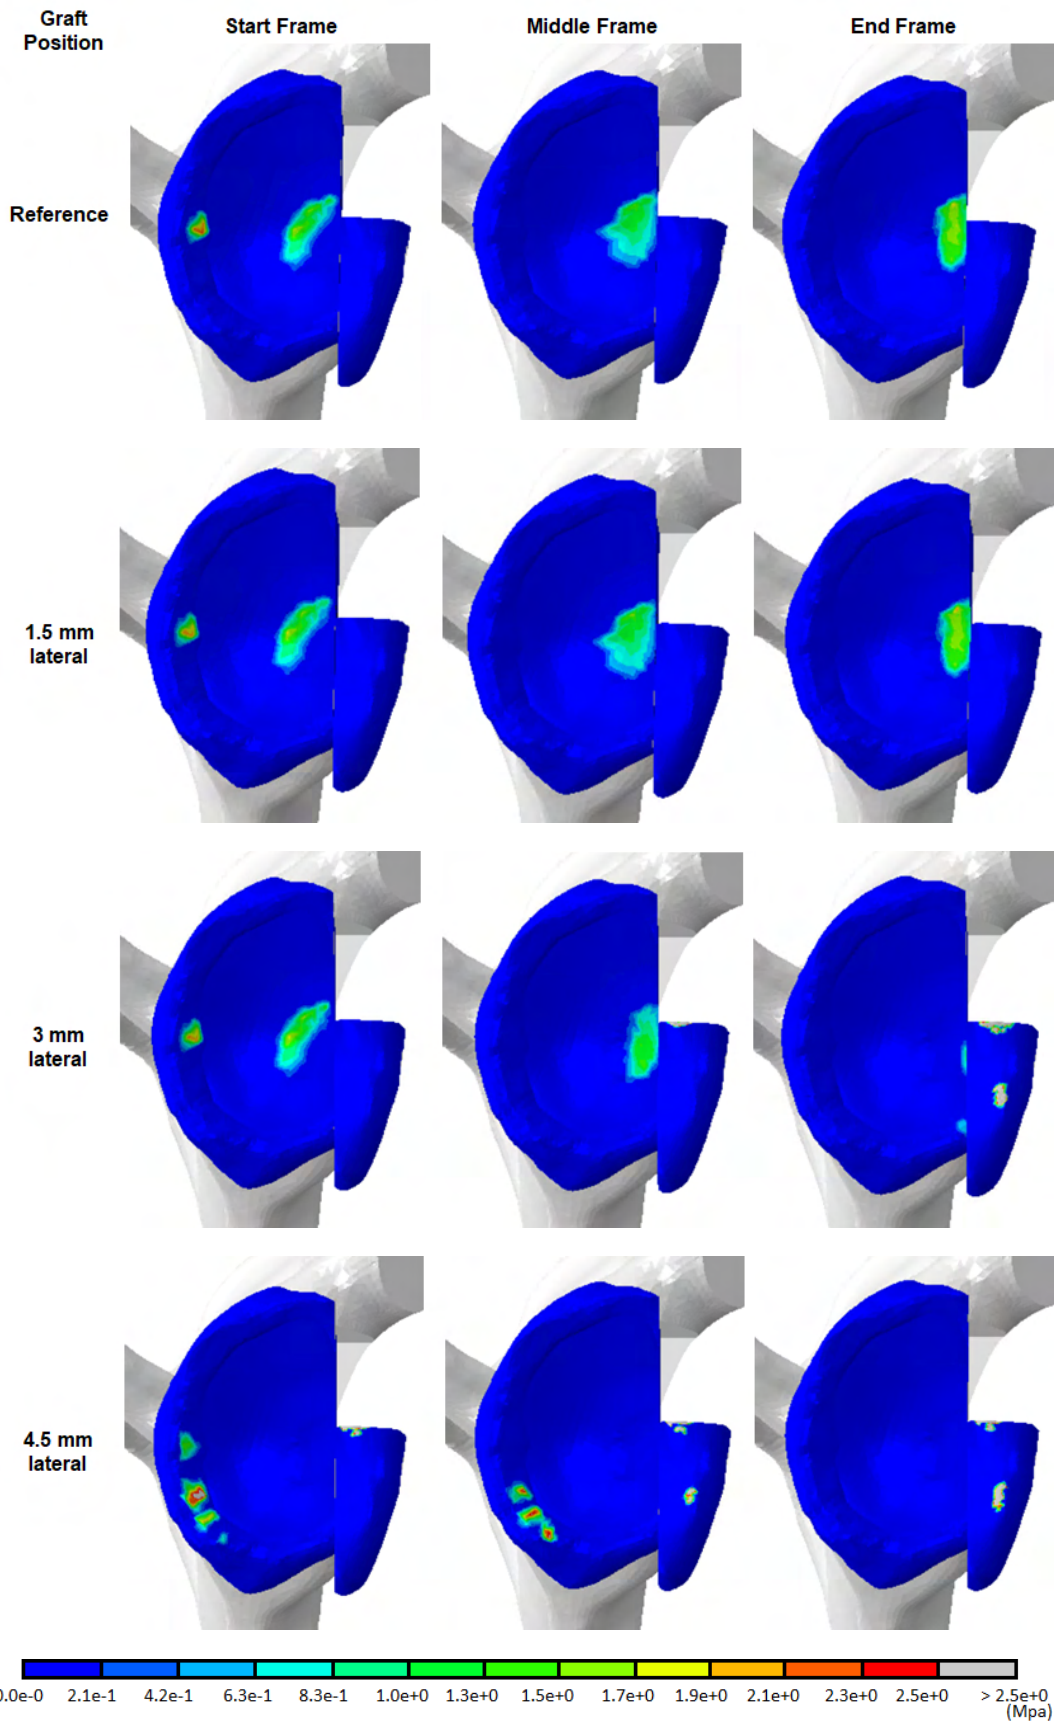 Graft
Position
Start Frame
Middle Frame
End Frame
Reference
1.5 mm
lateral
3 mm
lateral
4.5 mm
lateral
0.0e-0 2.1e-1 4.2e-1 6.3e-1 8.3e-1 1.0e+0 1.3e+0 1.5e+0 1.7e+0 1.9e+0 2.1e+0 2.3e+0 2.5e+0 > 2.5e+0
(Mpa)